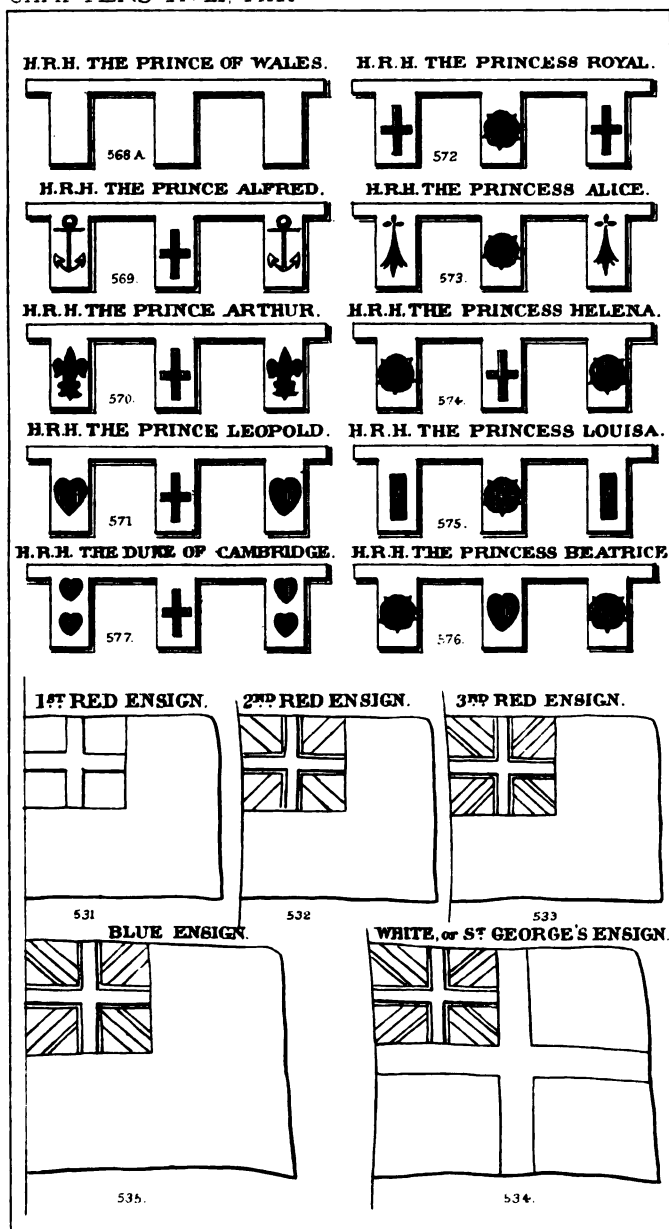 H.R.H. THE PRINCE OF WALES.
568 A.
H.R.H. THE PRINCESS ROYAL.
572
H.R.H. THE PRINCE ALFRED.
569.
H.R.H. THE PRINCESS ALICE.
573.
H.R.H. THE PRINCE ARTHUR.
570.
H.R.H. THE PRINCESS HELENA.
574.
H.R.H. THE PRINCE LEOPOLD.
571
H.R.H. THE PRINCESS LOUISA.
575.
H.R.H. THE DUKE OF CAMBRIDGE.
577.
H.R.H. THE PRINCESS BEATRICE
576.
1ST RED ENSIGN.
531
2ND RED ENSIGN.
532
3RD RED ENSIGN.
533
BLUE ENSIGN.
535.
WHITE, or ST GEORGE'S ENSIGN.
534.